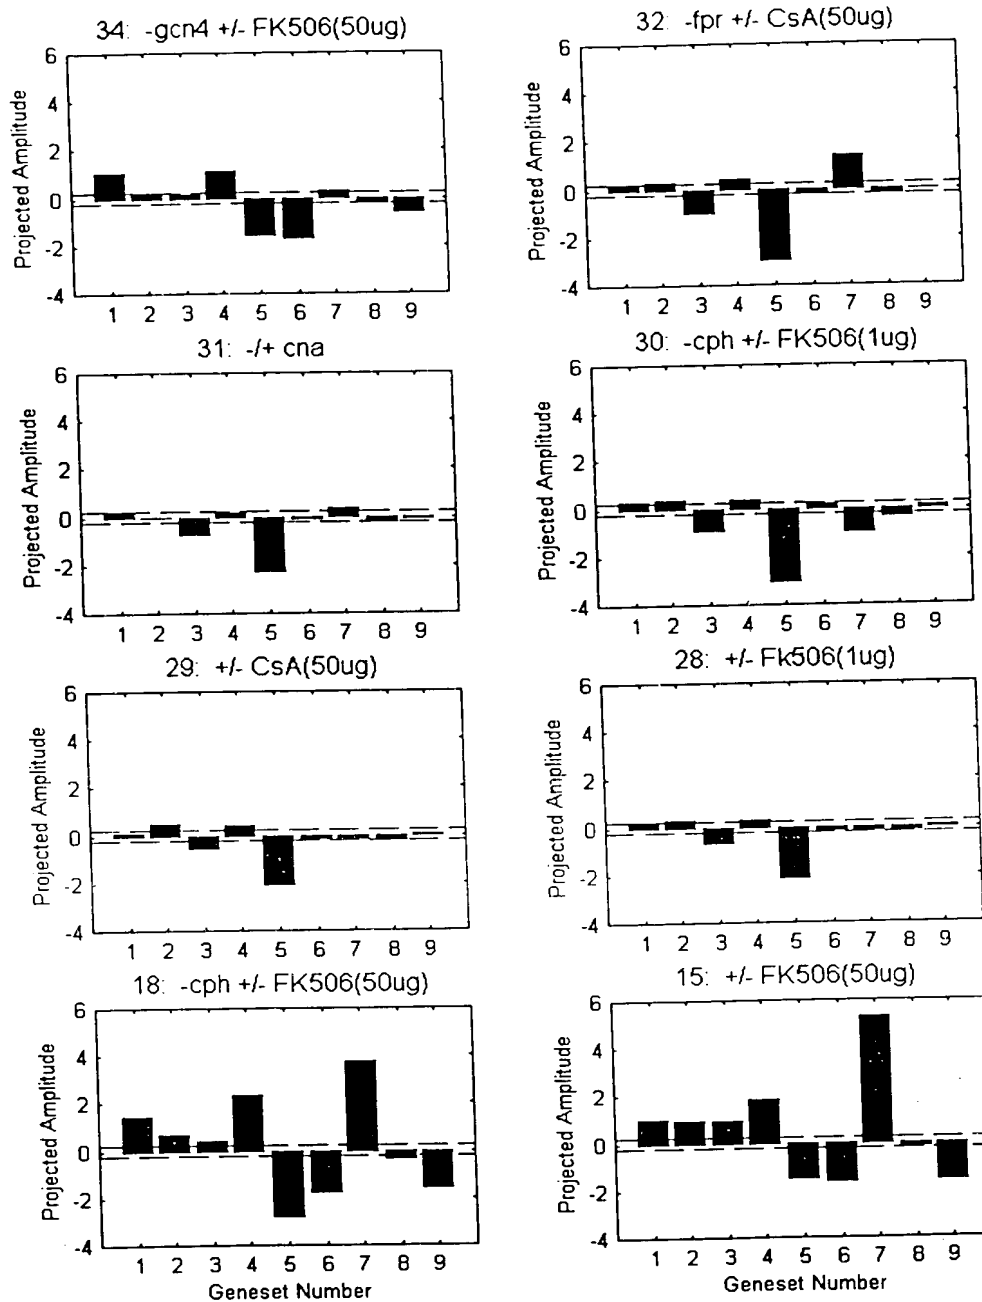 34: -gcn4 +/- FK506(50ug)
6
4
2
0
-2
-4
Projected Amplitude
1 2 3 4 5 6 7 8 9
32: -fpr +/- CsA(50ug)
6
4
2
0
-2
-4
Projected Amplitude
1 2 3 4 5 6 7 8 9
31: -/+ cna
6
4
2
0
-2
-4
Projected Amplitude
1 2 3 4 5 6 7 8 9
30: -cph +/- FK506(1ug)
6
4
2
0
-2
-4
Projected Amplitude
1 2 3 4 5 6 7 8 9
29: +/- CsA(50ug)
6
4
2
0
-2
-4
Projected Amplitude
1 2 3 4 5 6 7 8 9
28: +/- Fk506(1ug)
6
4
2
0
-2
-4
Projected Amplitude
1 2 3 4 5 6 7 8 9
18: -cph +/- FK506(50ug)
6
4
2
0
-2
-4
Projected Amplitude
1 2 3 4 5 6 7 8 9
Geneset Number
15: +/- FK506(50ug)
6
4
2
0
-2
-4
Projected Amplitude
1 2 3 4 5 6 7 8 9
Geneset Number